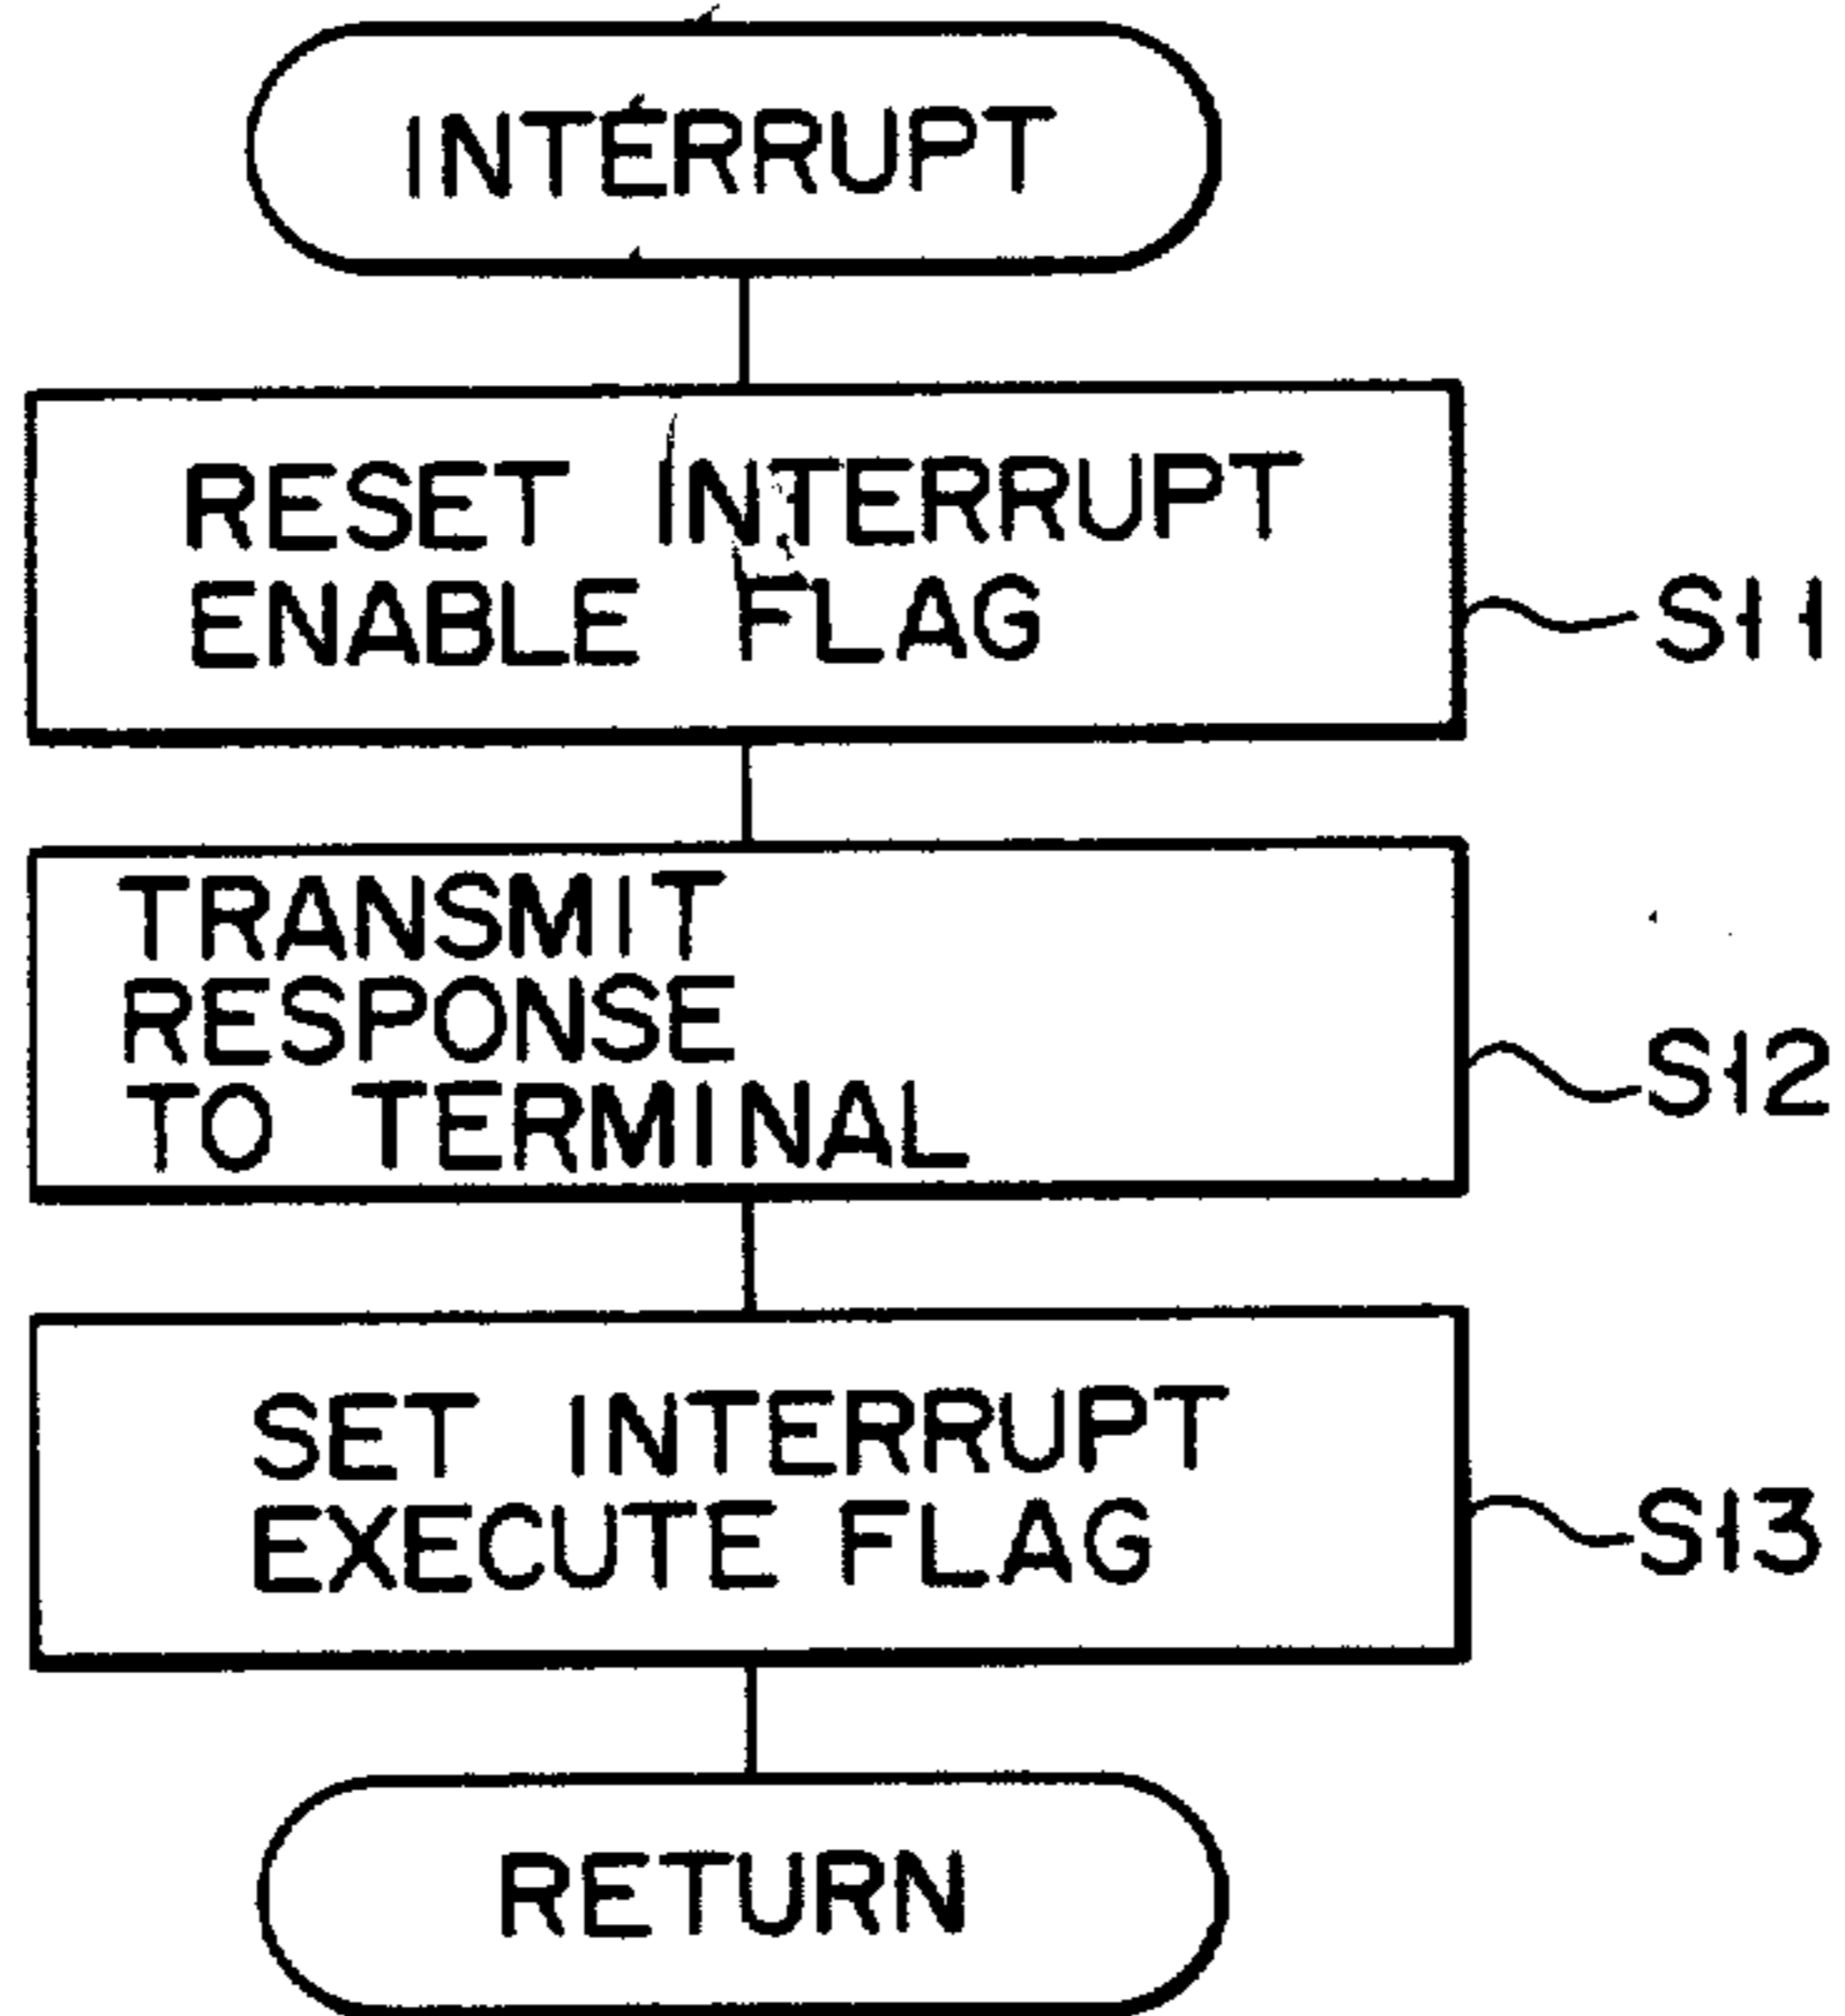 INTERRUPT
RESET INTERRUPT
ENABLE FLAG
S11
TRANSMIT
RESPONSE
TO TERMINAL
S12
SET INTERRUPT
EXECUTE FLAG
S13
RETURN